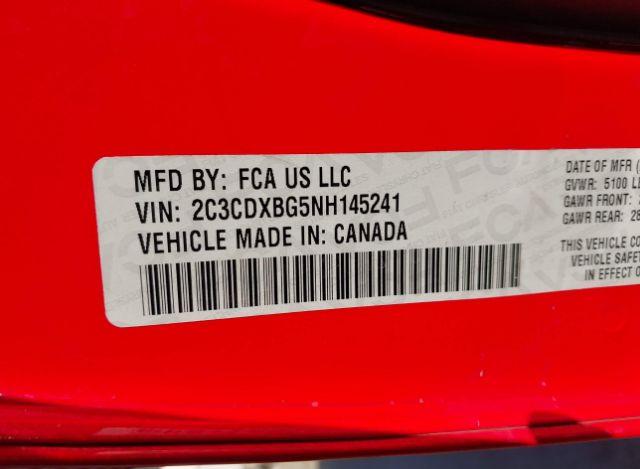 MFD BY: FCA US LLC
VIN: 2C3CDXBG5NH145241
VEHICLE MADE IN: CANADA
DATE OF MFR
GVWR: 5100
GAWR FRONT:
GAWR REAR:
THIS VEHICLE
VEHICLE
IN EFFECT